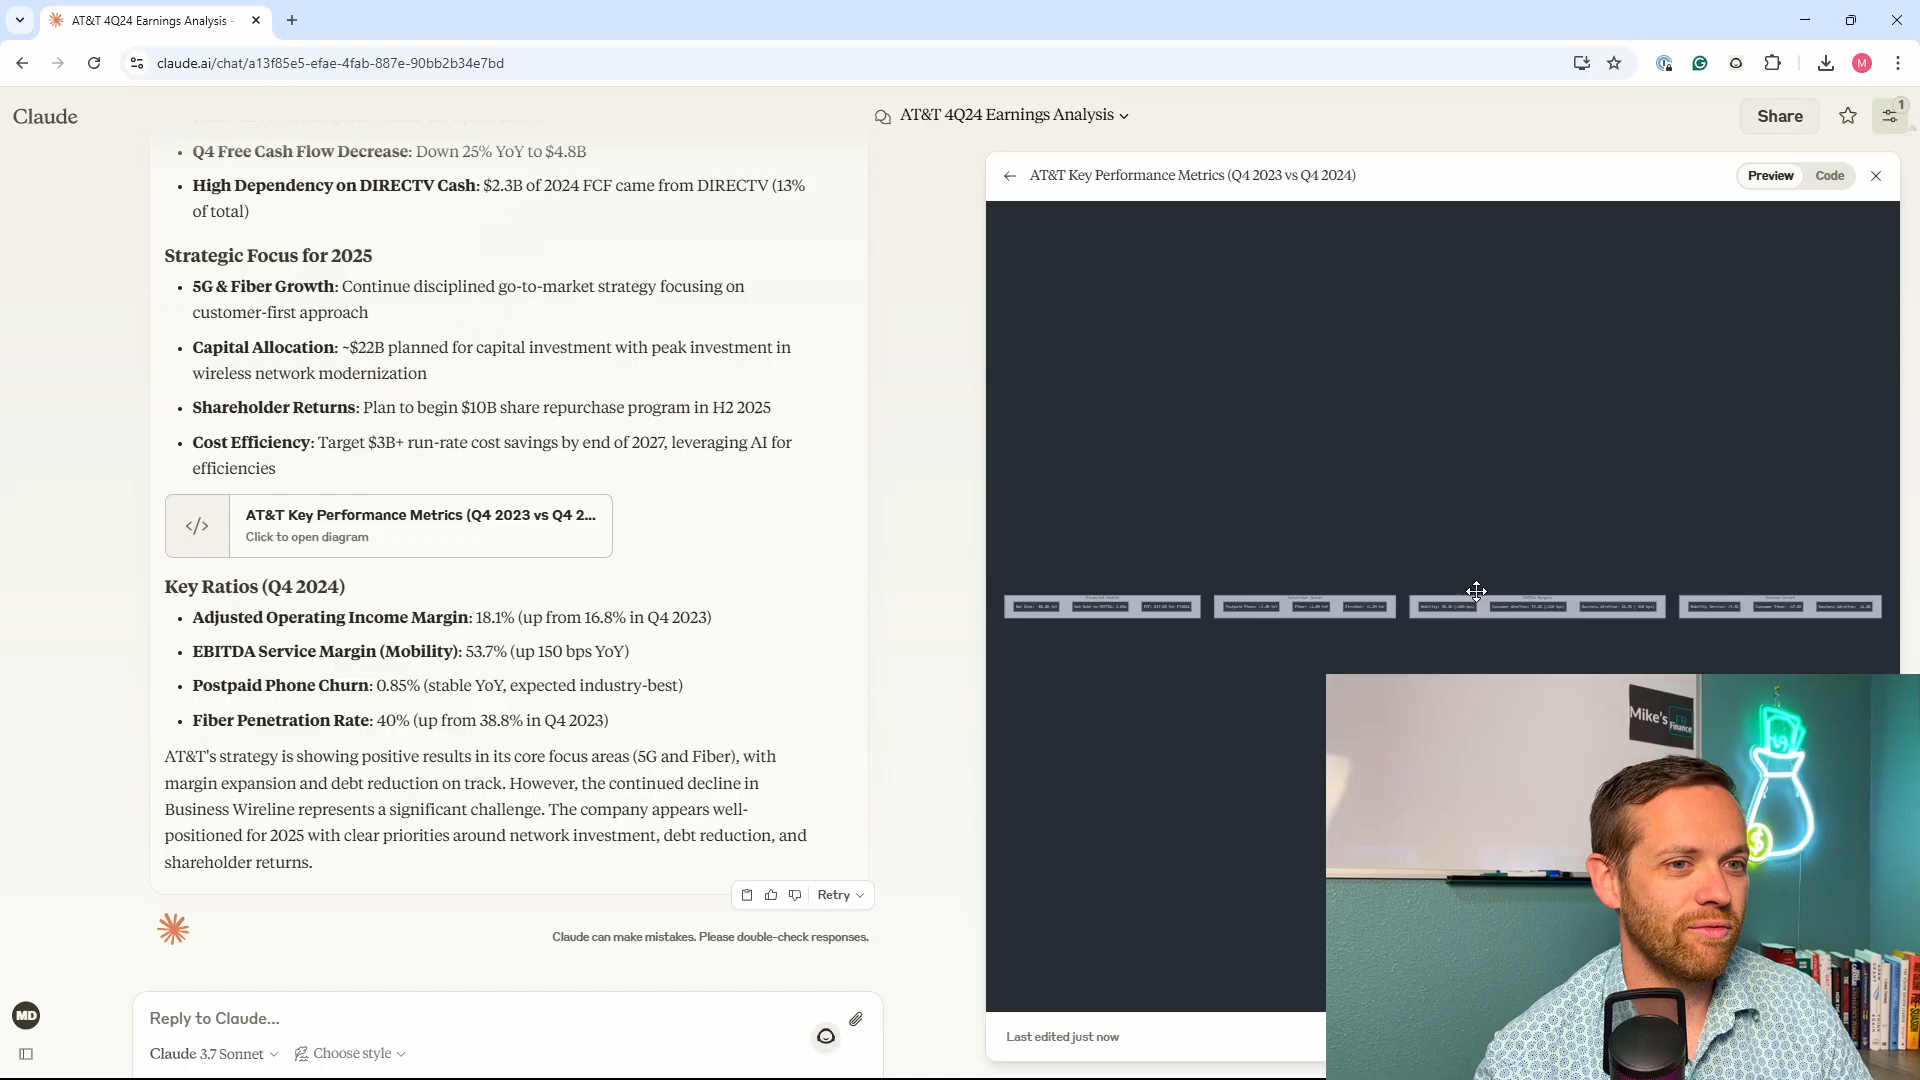 AT&T 4Q24 Earnings Analysis -
claude.ai/chat/a13f85e5-efae-4fab-887e-90bb2b34e7bd
M
Claude
AT&T 4Q24 Earnings Analysis
Share
1
• Q4 Free Cash Flow Decrease: Down 25% YoY to $4.8B
• High Dependency on DIRECTV Cash: $2.3B of 2024 FCF came from DIRECTV (13%
of total)
Strategic Focus for 2025
• 5G & Fiber Growth: Continue disciplined go-to-market strategy focusing on
customer-first approach
• Capital Allocation: ~$22B planned for capital investment with peak investment in
wireless network modernization
• Shareholder Returns: Plan to begin $10B share repurchase program in H2 2025
• Cost Efficiency: Target $3B+ run-rate cost savings by end of 2027, leveraging AI for
efficiencies
</>
AT&T Key Performance Metrics (Q4 2023 vs Q4 2...
Click to open diagram
Key Ratios (Q4 2024)
• Adjusted Operating Income Margin: 18.1% (up from 16.8% in Q4 2023)
• EBITDA Service Margin (Mobility): 53.7% (up 150 bps YoY)
• Postpaid Phone Churn: 0.85% (stable YoY, expected industry-best)
• Fiber Penetration Rate: 40% (up from 38.8% in Q4 2023)
AT&T's strategy is showing positive results in its core focus areas (5G and Fiber), with
margin expansion and debt reduction on track. However, the continued decline in
Business Wireline represents a significant challenge. The company appears well-
positioned for 2025 with clear priorities around network investment, debt reduction, and
shareholder returns.
Retry
Claude can make mistakes. Please double-check responses.
MD
Reply to Claude...
Claude 3.7 Sonnet
Choose style
AT&T Key Performance Metrics (Q4 2023 vs Q4 2024)
Preview
Code
Last edited just now
Mike's
F9
Finance